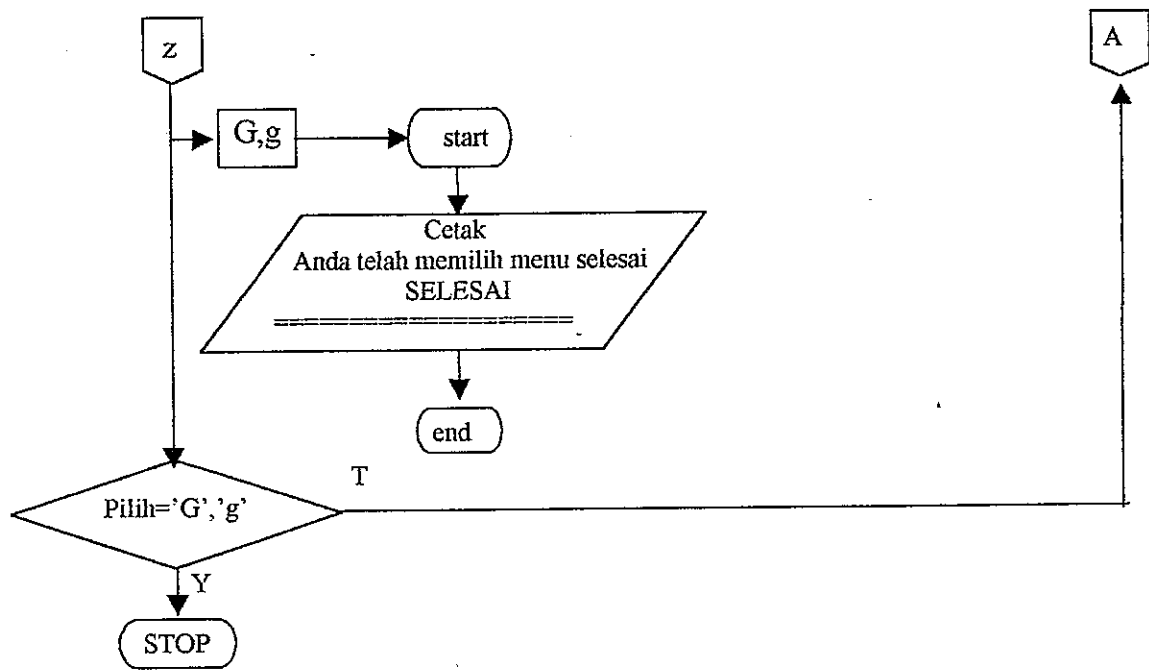 z
A
G,g
start
Cetak
Anda telah memilih menu selesai
SELESAI
========================
end
T
Pilih=’G’,’g’
Y
STOP